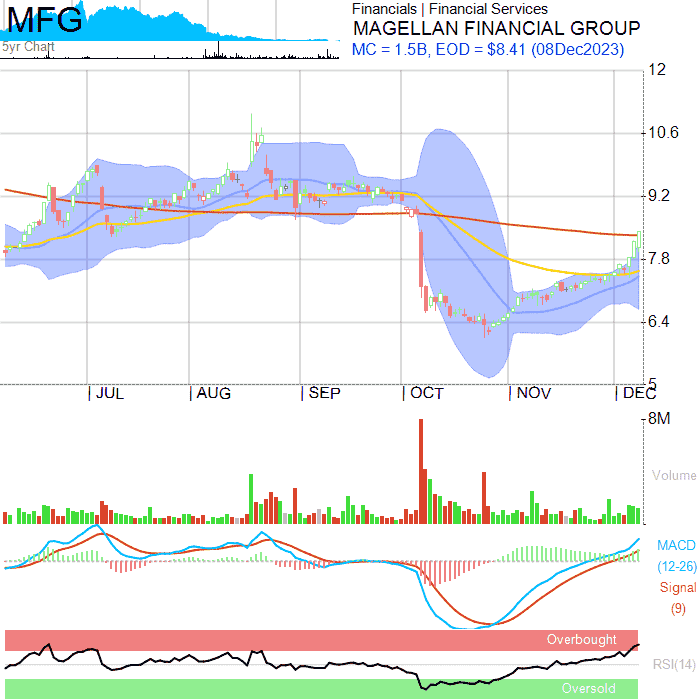 MFG
5yr Chart
Financials | Financial Services
MAGELLAN FINANCIAL GROUP
MC = 1.5B, EOD = $8.41 (08Dec2023)
12
10.6
9.2
7.8
6.4
5
JUL AUG SEP OCT NOV DEC
8M
Volume
MACD
(12-26)
Signal
(9)
Overbought
RSI(14)
Oversold